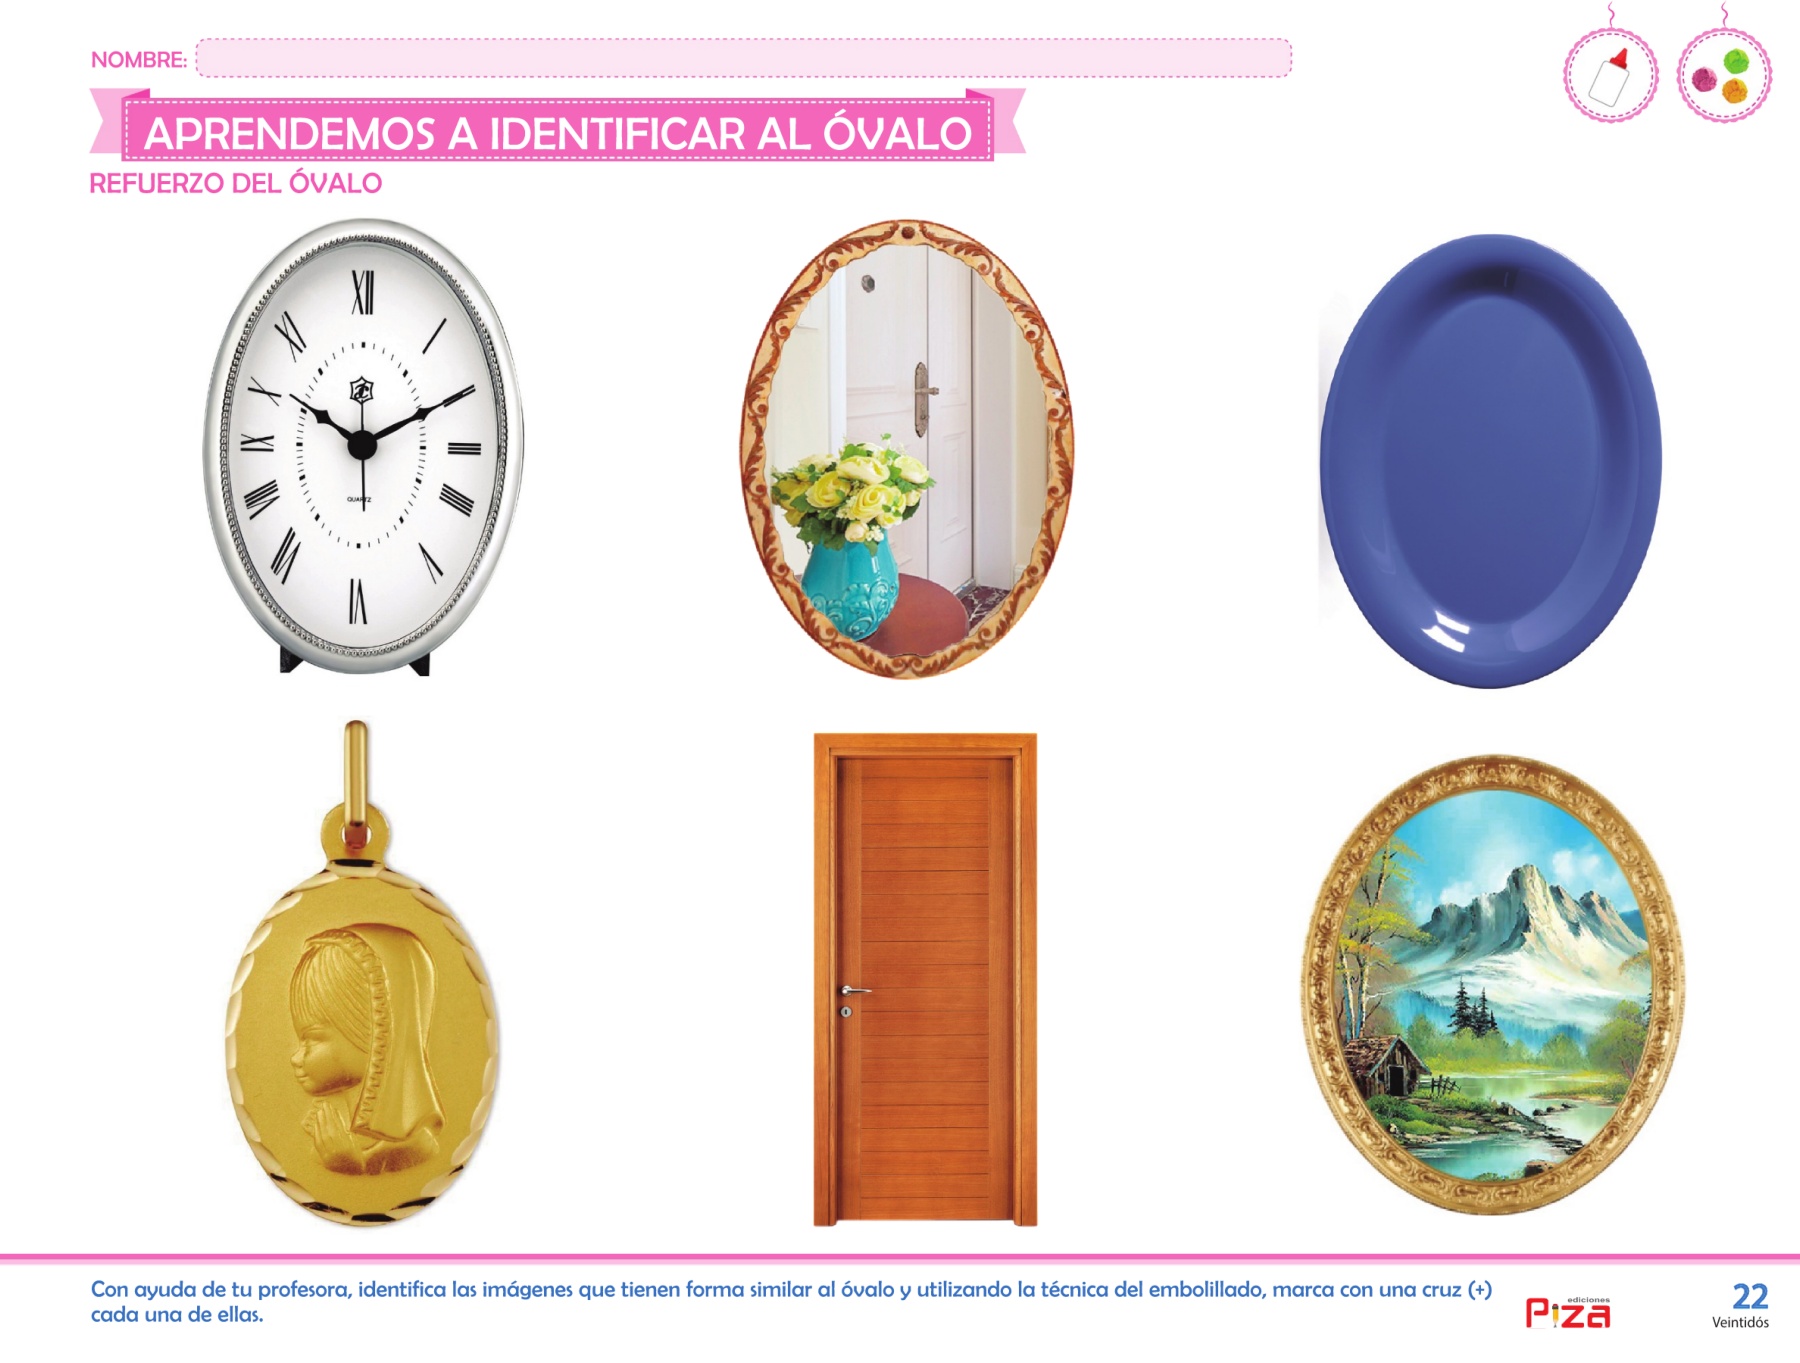 NOMBRE:
APRENDEMOS A IDENTIFICAR AL ÓVALO
REFUERZO DEL ÓVALO
XII
I
II
III
IIII
V
VI
VII
VIII
IX
X
XI
QUARTZ
Con ayuda de tu profesora, identifica las imágenes que tienen forma similar al óvalo y utilizando la técnica del embolillado, marca con una cruz (+)
cada una de ellas.
ediciones
Piza
22
Veintidós